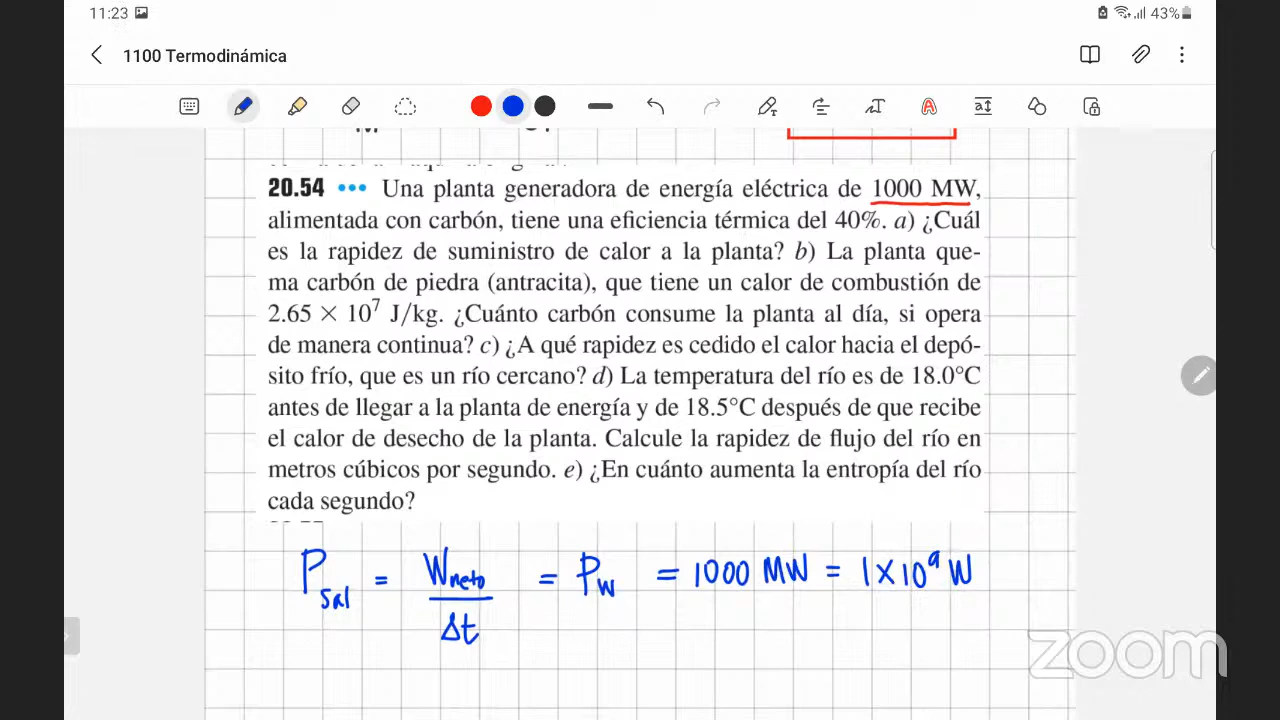 11:23 43%
1100 Termodinámica
20.54 ••• Una planta generadora de energía eléctrica de 1000 MW,
alimentada con carbón, tiene una eficiencia térmica del 40%. a) ¿Cuál
es la rapidez de suministro de calor a la planta? b) La planta que-
ma carbón de piedra (antracita), que tiene un calor de combustión de
2.65 × 10⁷ J/kg. ¿Cuánto carbón consume la planta al día, si opera
de manera continua? c) ¿A qué rapidez es cedido el calor hacia el depó-
sito frío, que es un río cercano? d) La temperatura del río es de 18.0°C
antes de llegar a la planta de energía y de 18.5°C después de que recibe
el calor de desecho de la planta. Calcule la rapidez de flujo del río en
metros cúbicos por segundo. e) ¿En cuánto aumenta la entropía del río
cada segundo?
P_sal = W_neto / Δt = P_W = 1000 MW = 1×10⁹ W
zoom